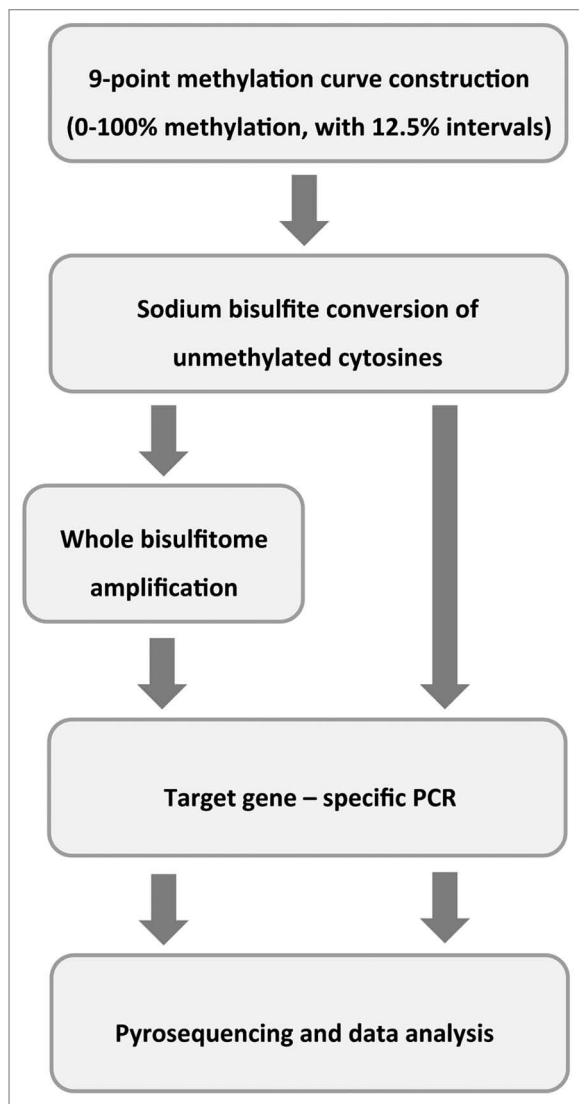 9-point methylation curve construction
(0-100% methylation, with 12.5% intervals)
Sodium bisulfite conversion of
unmethylated cytosines
Whole bisulfitome
amplification
Target gene – specific PCR
Pyrosequencing and data analysis